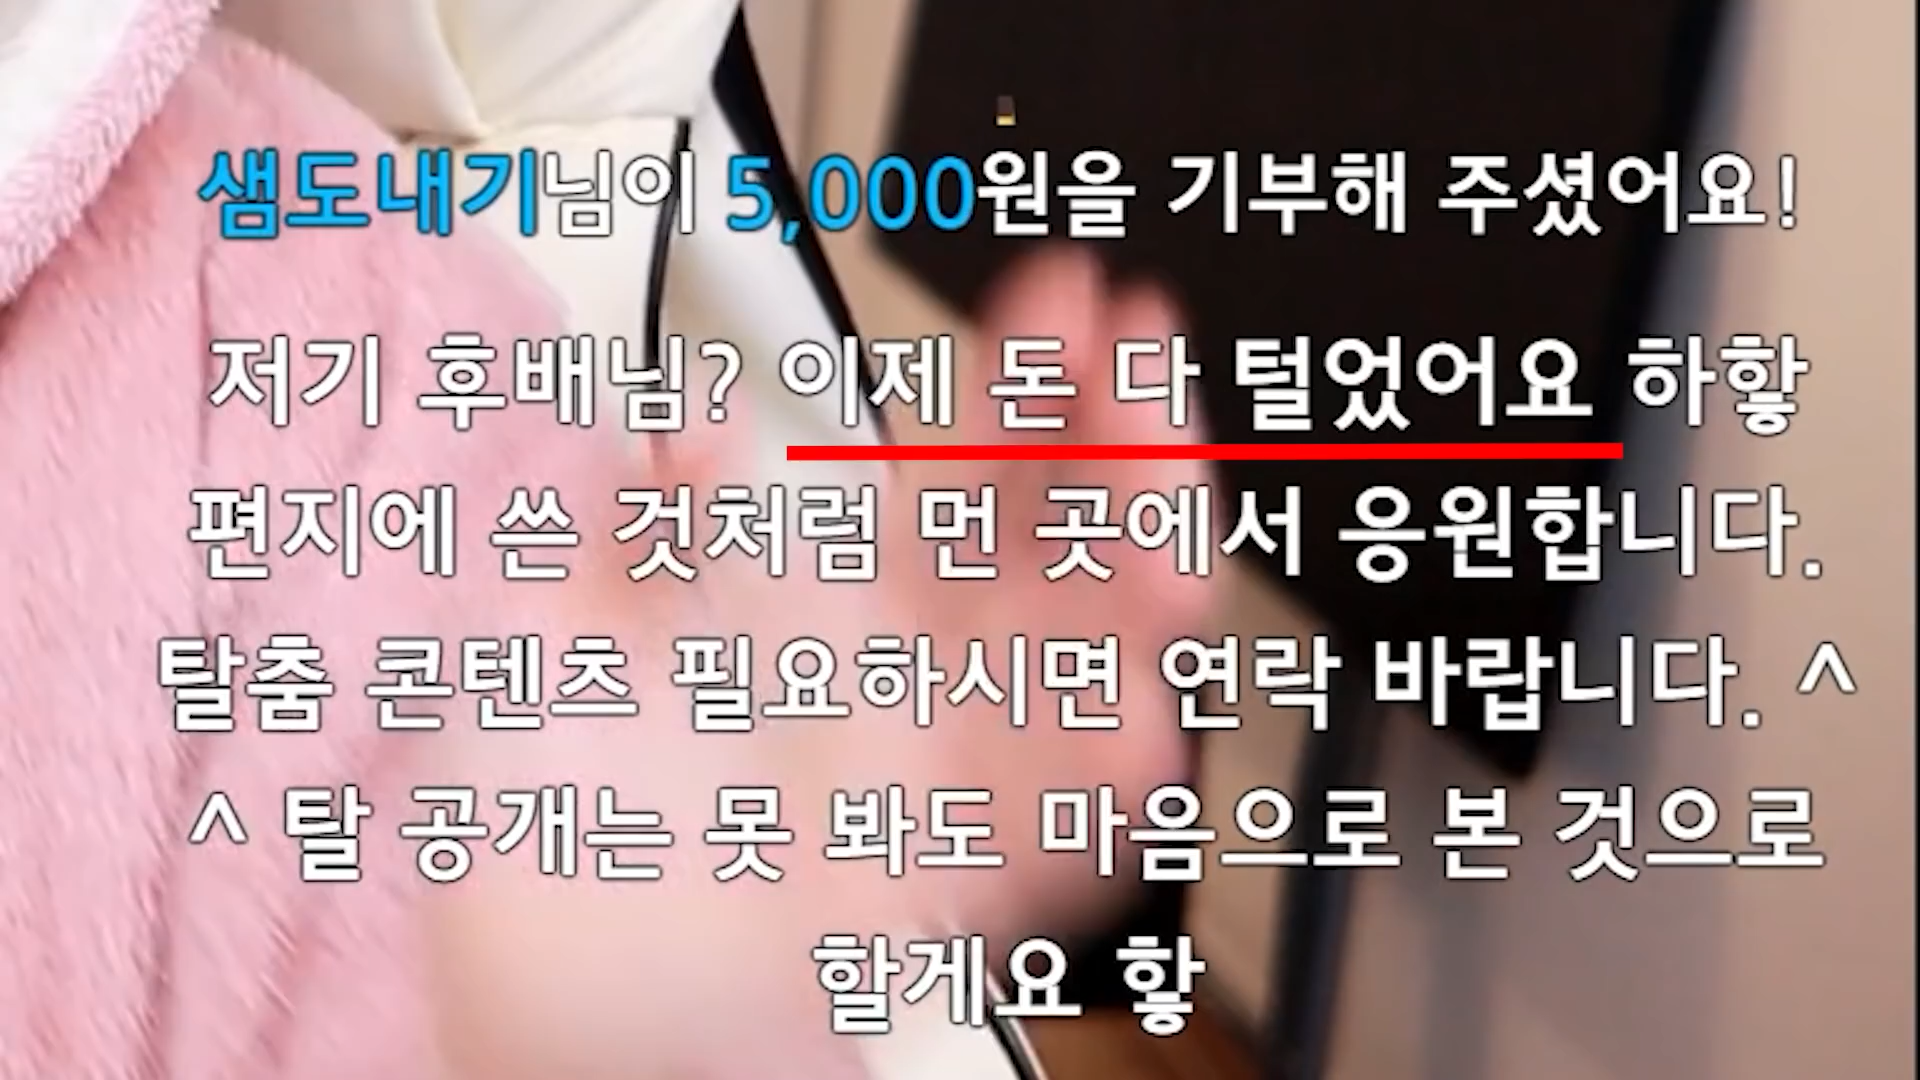 샘도내기님이 5,000원을 기부해 주셨어요!
저기 후배님? 이제 돈 다 털었어요 하핳
편지에 쓴 것처럼 먼 곳에서 응원합니다.
탈춤 콘텐츠 필요하시면 연락 바랍니다. ^
^ 탈 공개는 못 봐도 마음으로 본 것으로
할게요 핳